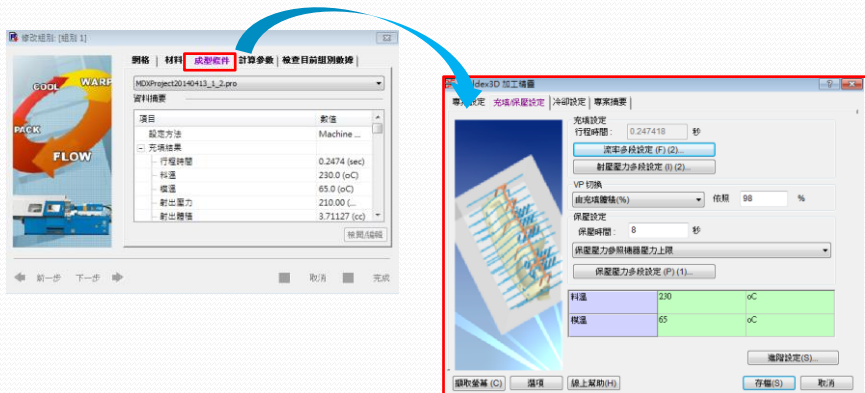 修改組別: [組別 1]
網格 材料 成型條件 計算參數 檢查目前組別數據
COOL WARP
PACK
FLOW
MDXProject20140413_1_2.pro
資料摘要
項目 數值
設定方法 Machine ...
充填結果
行程時間 0.2474 (sec)
料溫 230.0 (oC)
模溫 65.0 (oC)
射出壓力 210.00 (...
射出體積 3.71127 (cc)
檢閱/編輯
前一步 下一步 取消 完成
ldex3D 加工精靈
充填/保壓設定 冷卻設定 專案摘要
充填設定
行程時間: 0.247418 秒
流率多段設定 (F) (2)...
射壓壓力多段設定 (I) (2)...
VP 切換
由充填體積(%) 依照 98 %
保壓設定
保壓時間: 8 秒
保壓壓力參照機器壓力上限
保壓壓力多段設定 (P) (1)...
料溫 230 oC
模溫 65 oC
進階設定(S)...
擷取螢幕 (C) 選項 線上幫助(H) 存檔(S) 取消